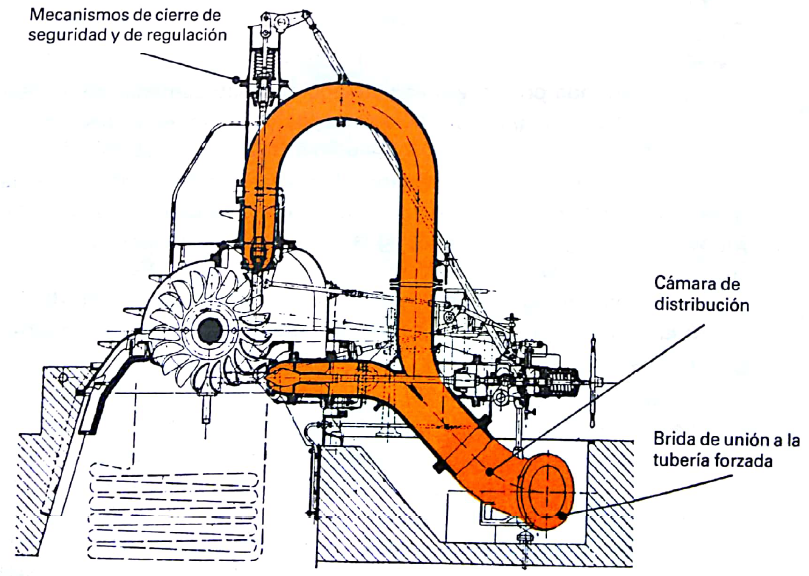 Mecanismos de cierre de
seguridad y de regulación
Cámara de
distribución
Brida de unión a la
tubería forzada